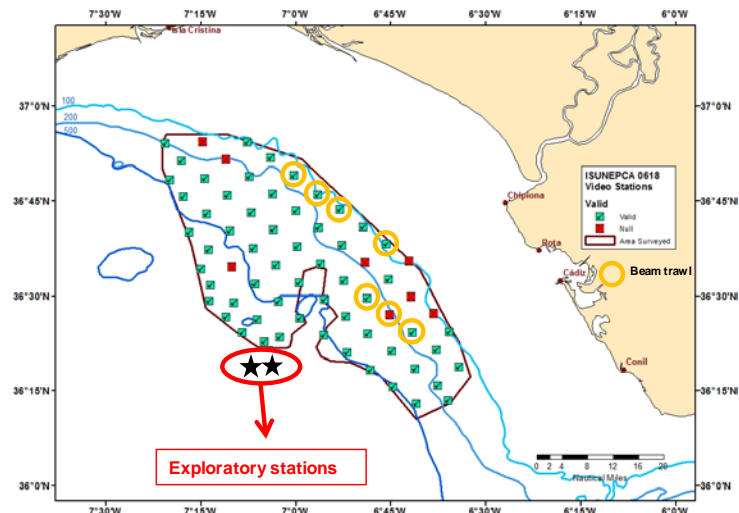 7°30'W 7°15'W 7°0'W 6°45'W 6°30'W 6°15'W 6°0'W
Isla Cristina
37°0'N
37°0'N
100
200
500
36°45'N
36°45'N
36°30'N
36°30'N
36°15'N
36°15'N
36°0'N
36°0'N
Chipiona
Rota
Cádiz
Conil
ISUNEPCA 0618
Video Stations
Valid
Valid
Null
Area Surveyed
Beam trawl
Exploratory stations
0 2 4 8 12 16 20
Nautical Miles
7°30'W 7°15'W 7°0'W 6°45'W 6°30'W 6°15'W 6°0'W